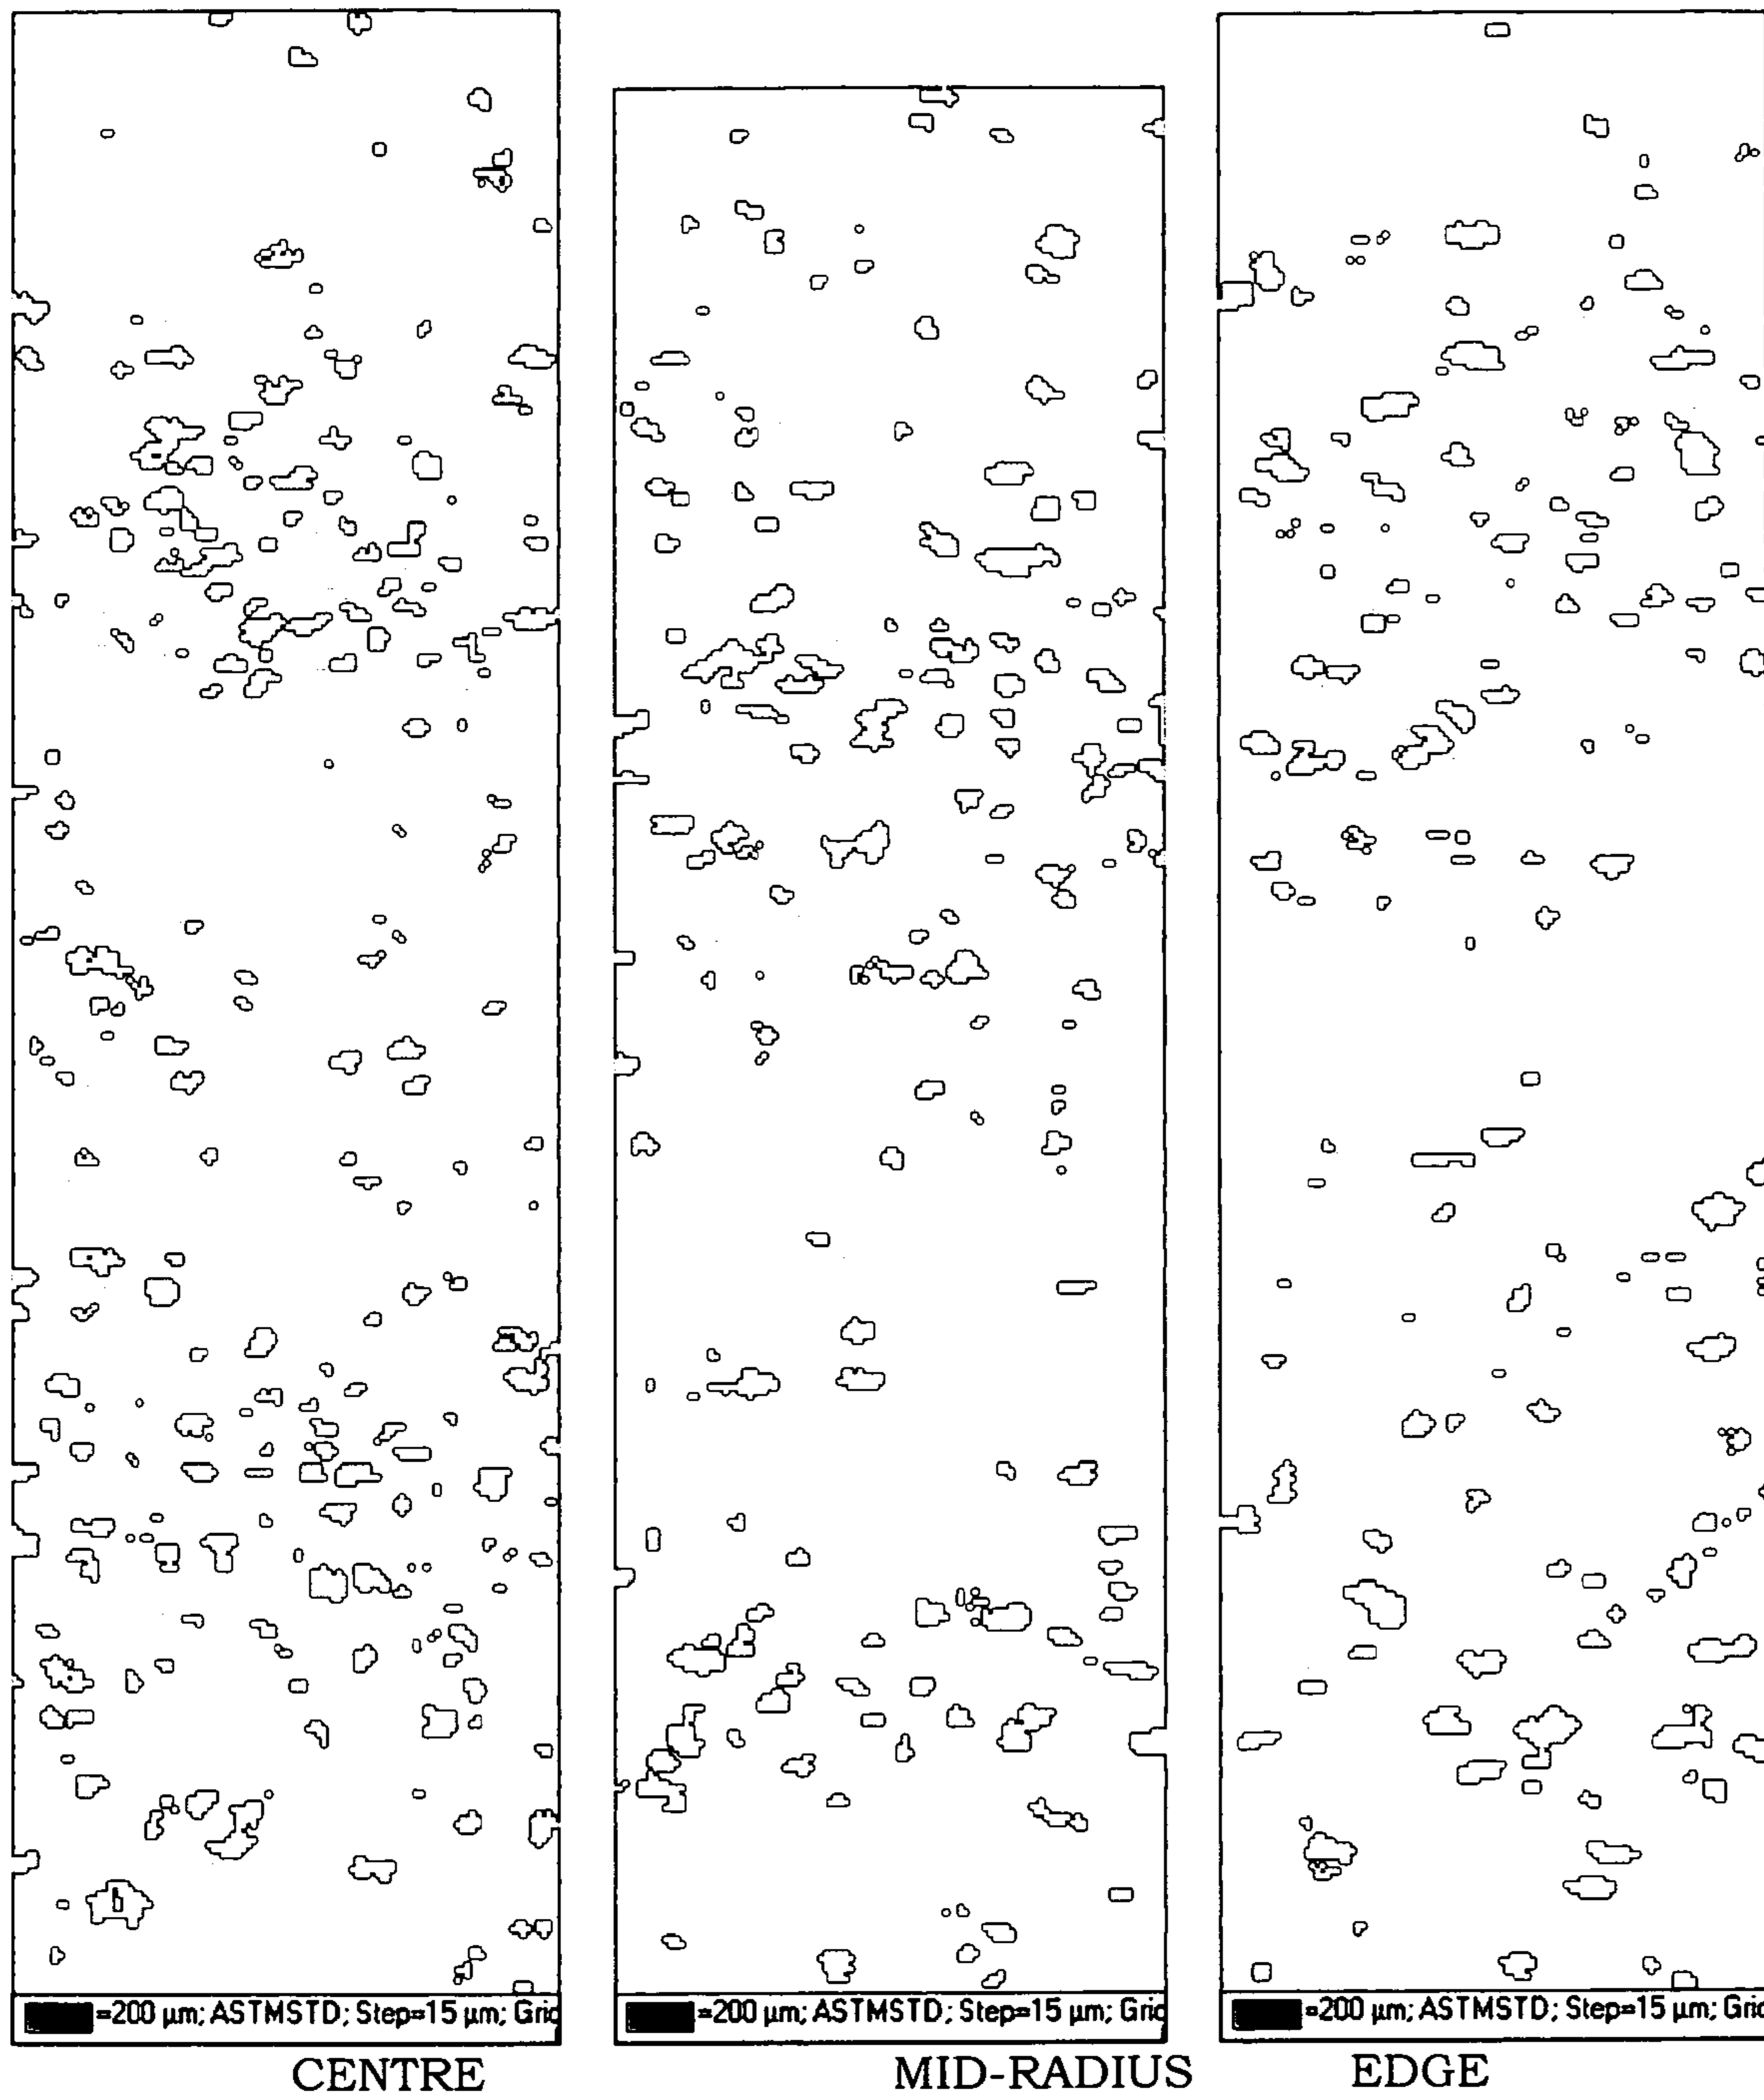 =200 µm; ASTMSTD; Step=15 µm; Grid
=200 µm; ASTMSTD; Step=15 µm; Grid
=200 µm; ASTMSTD; Step=15 µm; Grid
CENTRE
MID-RADIUS
EDGE